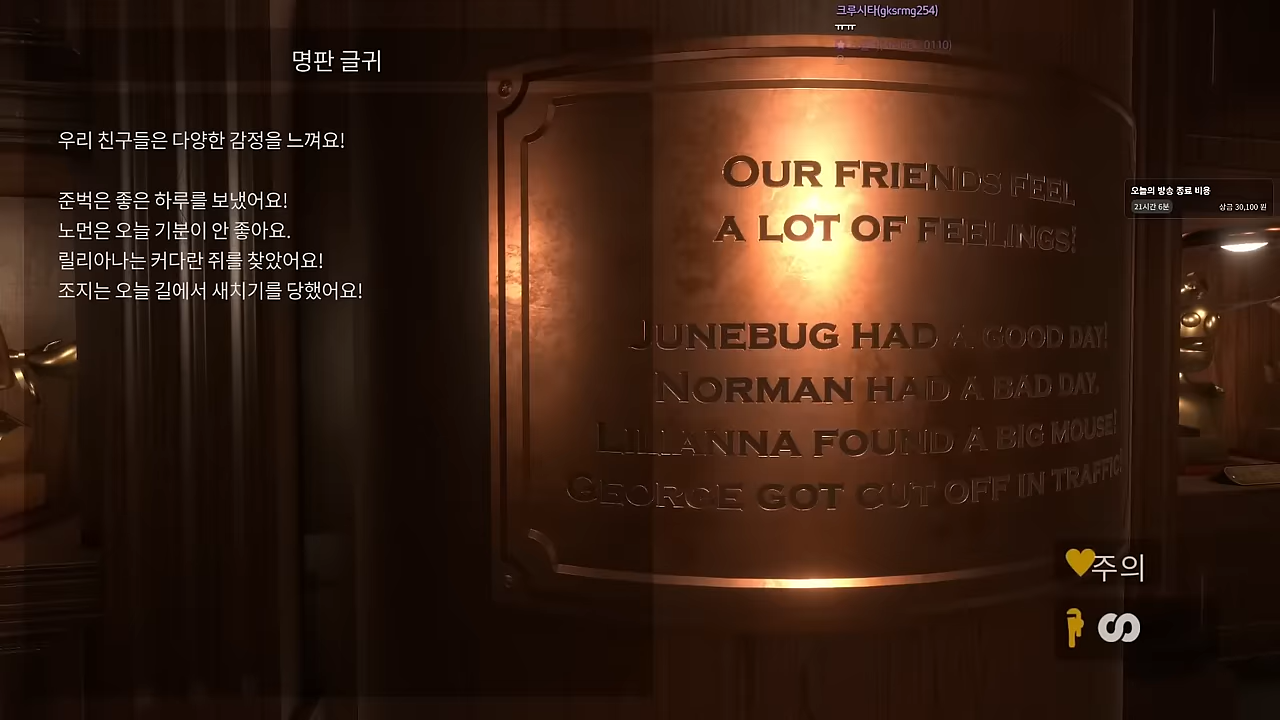 크루시타(gksrmg254)
ㅠㅠ
명판 글귀
우리 친구들은 다양한 감정을 느껴요!
준벅은 좋은 하루를 보냈어요!
노먼은 오늘 기분이 안 좋아요.
릴리아나는 커다란 쥐를 찾았어요!
조지는 오늘 길에서 새치기를 당했어요!
OUR FRIENDS FEEL
A LOT OF FEELINGS!
JUNEBUG HAD A GOOD DAY!
NORMAN HAD A BAD DAY.
LILIANNA FOUND A BIG MOUSE!
GEORGE GOT CUT OFF IN TRAFFIC!
오늘의 방송 종료 비용
21시간 6분 상금 30,100 원
주의